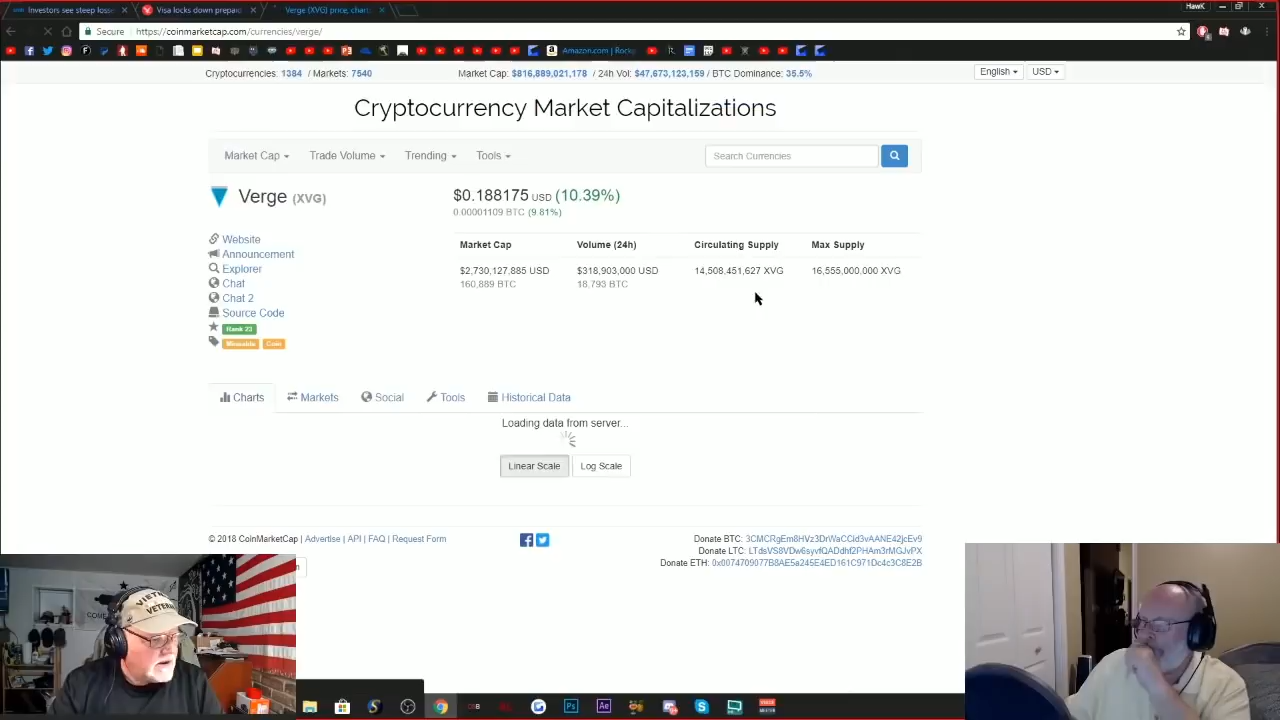 Investors see steep losse
Visa locks down prepaid
Verge (XVG) price, chart
HawK
Secure
https://coinmarketcap.com/currencies/verge/
Amazon.com | Rock
Cryptocurrencies: 1384 / Markets: 7540
Market Cap: $816,889,021,178 / 24h Vol: $47,673,123,159 / BTC Dominance: 35.5%
English
USD
Cryptocurrency Market Capitalizations
Market Cap
Trade Volume
Trending
Tools
Search Currencies
Verge (XVG)
$0.188175 USD (10.39%)
0.00001109 BTC (9.81%)
Website
Announcement
Explorer
Chat
Chat 2
Source Code
Rank 23
Mineable
Coin
Market Cap
Volume (24h)
Circulating Supply
Max Supply
$2,730,127,885 USD
$318,903,000 USD
14,508,451,627 XVG
16,555,000,000 XVG
160,889 BTC
18,793 BTC
Charts
Markets
Social
Tools
Historical Data
Loading data from server...
Linear Scale
Log Scale
© 2018 CoinMarketCap | Advertise | API | FAQ | Request Form
Donate BTC: 3CMCRgEm8HVz3DrWaCCid3vAANE42jcEv9
Donate LTC: LTdsVS8VDw6syvfQADdhf2PHAm3rMGJvPX
Donate ETH: 0x0074709077B8AE5a245E4ED161C971Dc4c3C8E2B
VIETNAM
VETERAN
Ps
Ae